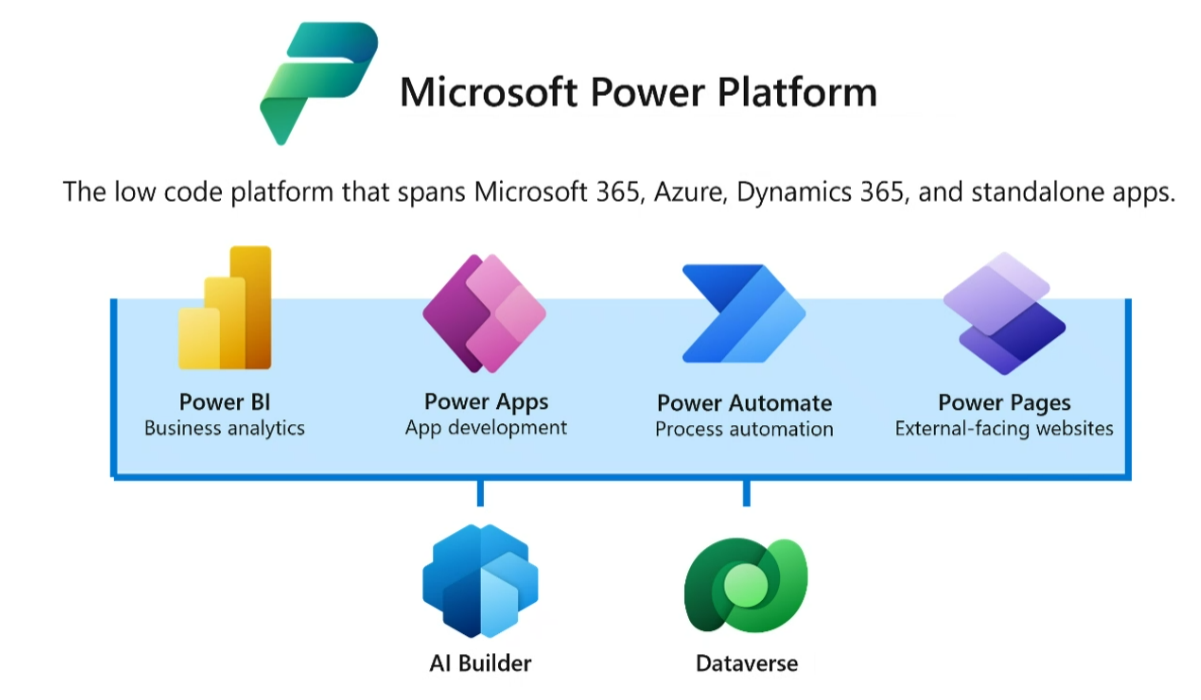 Microsoft Power Platform
The low code platform that spans Microsoft 365, Azure, Dynamics 365, and standalone apps.
Power BI
Business analytics
Power Apps
App development
Power Automate
Process automation
Power Pages
External-facing websites
AI Builder
Dataverse